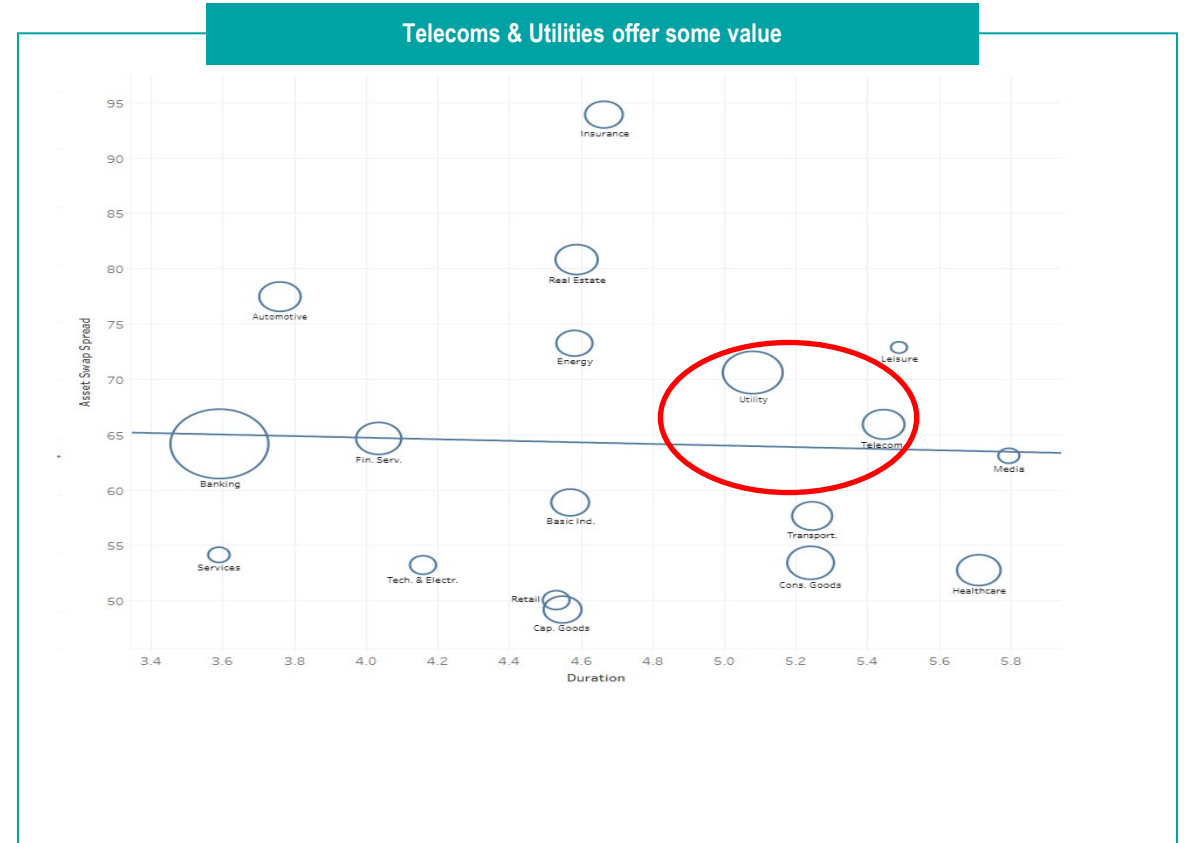 Telecoms & Utilities offer some value
95
90
85
80
75
70
65
60
55
50
Asset Swap Spread
Insurance
Real Estate
Automotive
Energy
Leisure
Utility
Telecom
Fin. Serv.
Media
Banking
Basic Ind.
Transport.
Services
Tech. & Electr.
Cons. Goods
Healthcare
Retail
Cap. Goods
3.4 3.6 3.8 4.0 4.2 4.4 4.6 4.8 5.0 5.2 5.4 5.6 5.8
Duration